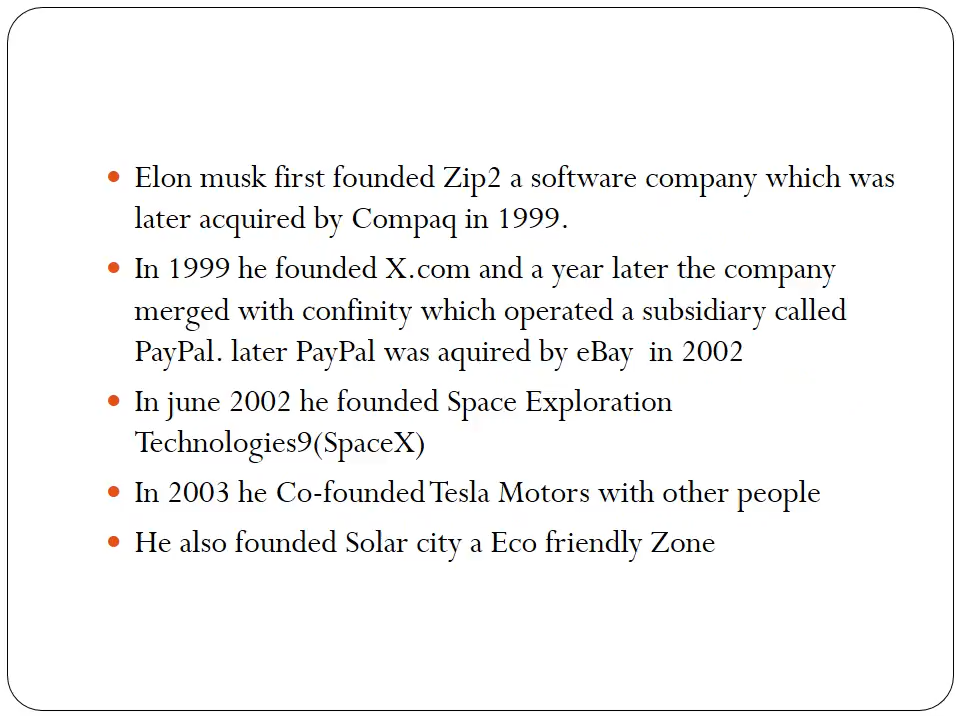 Elon musk first founded Zip2 a software company which was
later acquired by Compaq in 1999.
In 1999 he founded X.com and a year later the company
merged with confinity which operated a subsidiary called
PayPal. later PayPal was aquired by eBay  in 2002
In june 2002 he founded Space Exploration
Technologies9(SpaceX)
In 2003 he Co-founded Tesla Motors with other people
He also founded Solar city a Eco friendly Zone